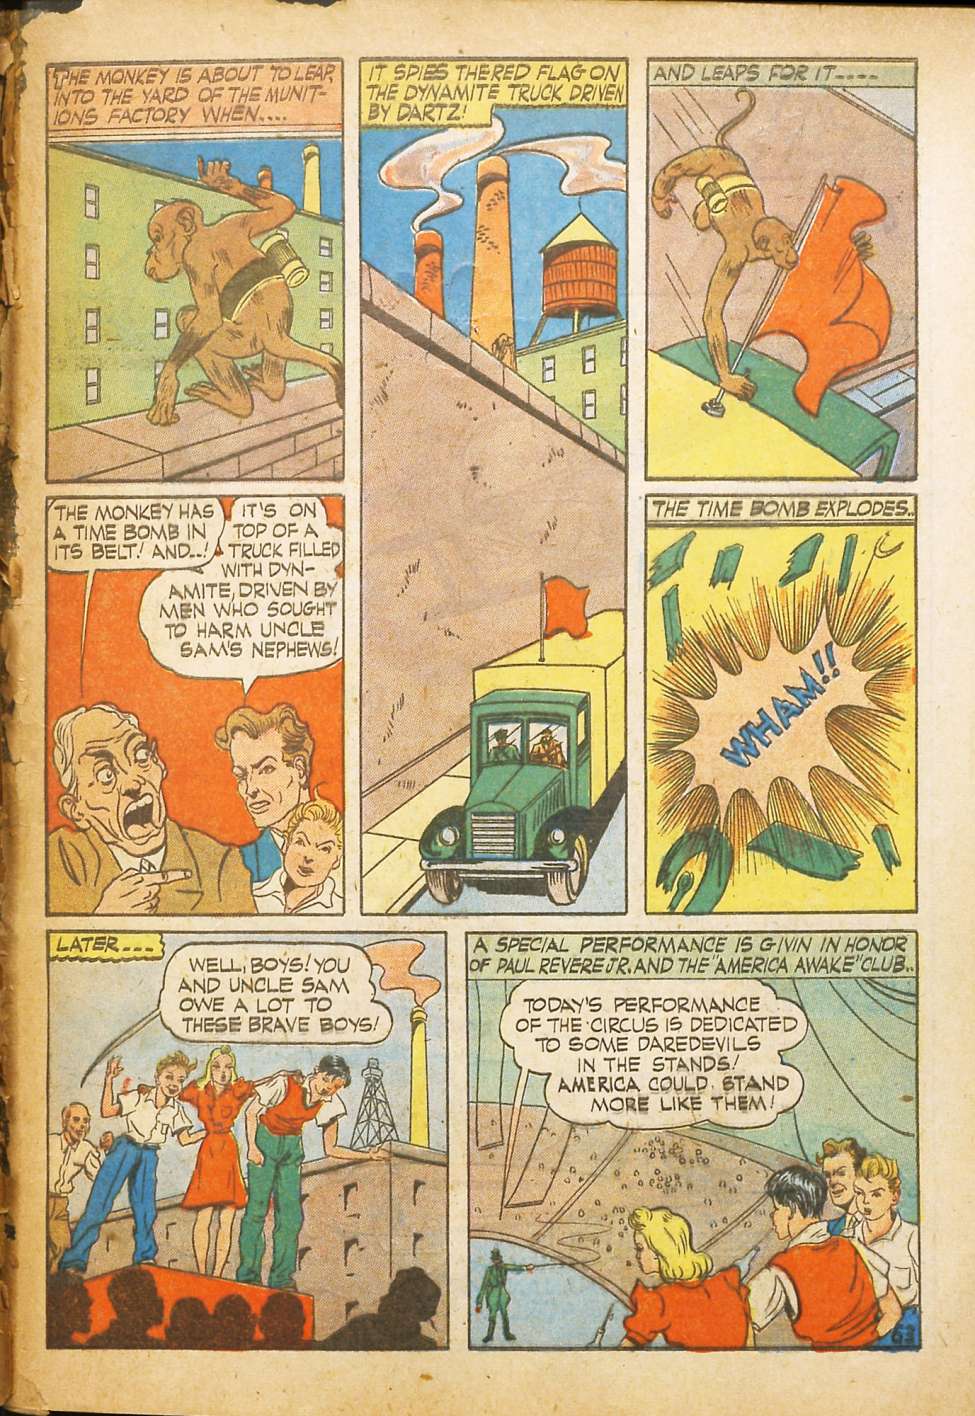 THE MONKEY IS ABOUT TO LEAP,
INTO THE YARD OF THE MUNIT-
IONS FACTORY WHEN....
IT SPIES THE RED FLAG ON
THE DYNAMITE TRUCK DRIVEN
BY DARTZ!
AND LEAPS FOR IT----
THE MONKEY HAS
A TIME BOMB IN
ITS BELT! AND..!
IT'S ON
TOP OF A
TRUCK FILLED
WITH DYN-
AMITE, DRIVEN BY
MEN WHO SOUGHT
TO HARM UNCLE
SAM'S NEPHEWS!
THE TIME BOMB EXPLODES..
WHAM!!
LATER---
WELL, BOYS! YOU
AND UNCLE SAM
OWE A LOT TO
THESE BRAVE BOYS!
A SPECIAL PERFORMANCE IS GIVIN IN HONOR
OF PAUL REVERE JR. AND THE "AMERICA AWAKE" CLUB..
TODAY'S PERFORMANCE
OF THE CIRCUS IS DEDICATED
TO SOME DAREDEVILS
IN THE STANDS!
AMERICA COULD STAND
MORE LIKE THEM!
63